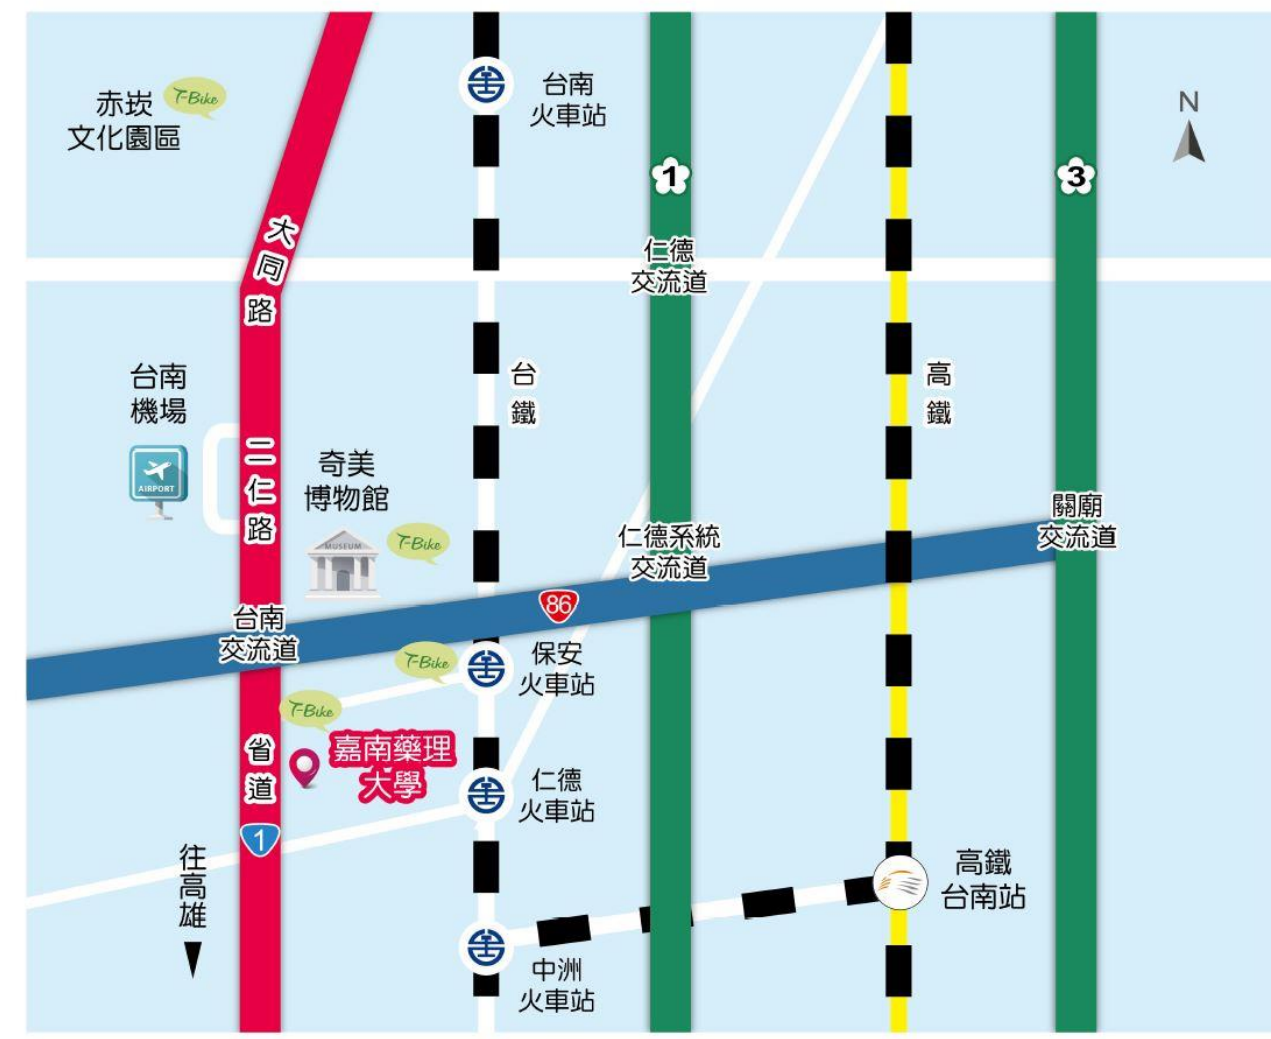 赤崁
文化園區
T-Bike
台南
火車站
N
1
3
大同路
仁德
交流道
台南
機場
AIRPORT
二仁路
奇美
博物館
MUSEUM
T-Bike
台鐵
高鐵
關廟
交流道
仁德系統
交流道
86
台南
交流道
T-Bike
保安
火車站
T-Bike
嘉南藥理
大學
省道
1
仁德
火車站
往高雄
高鐵
台南站
中洲
火車站